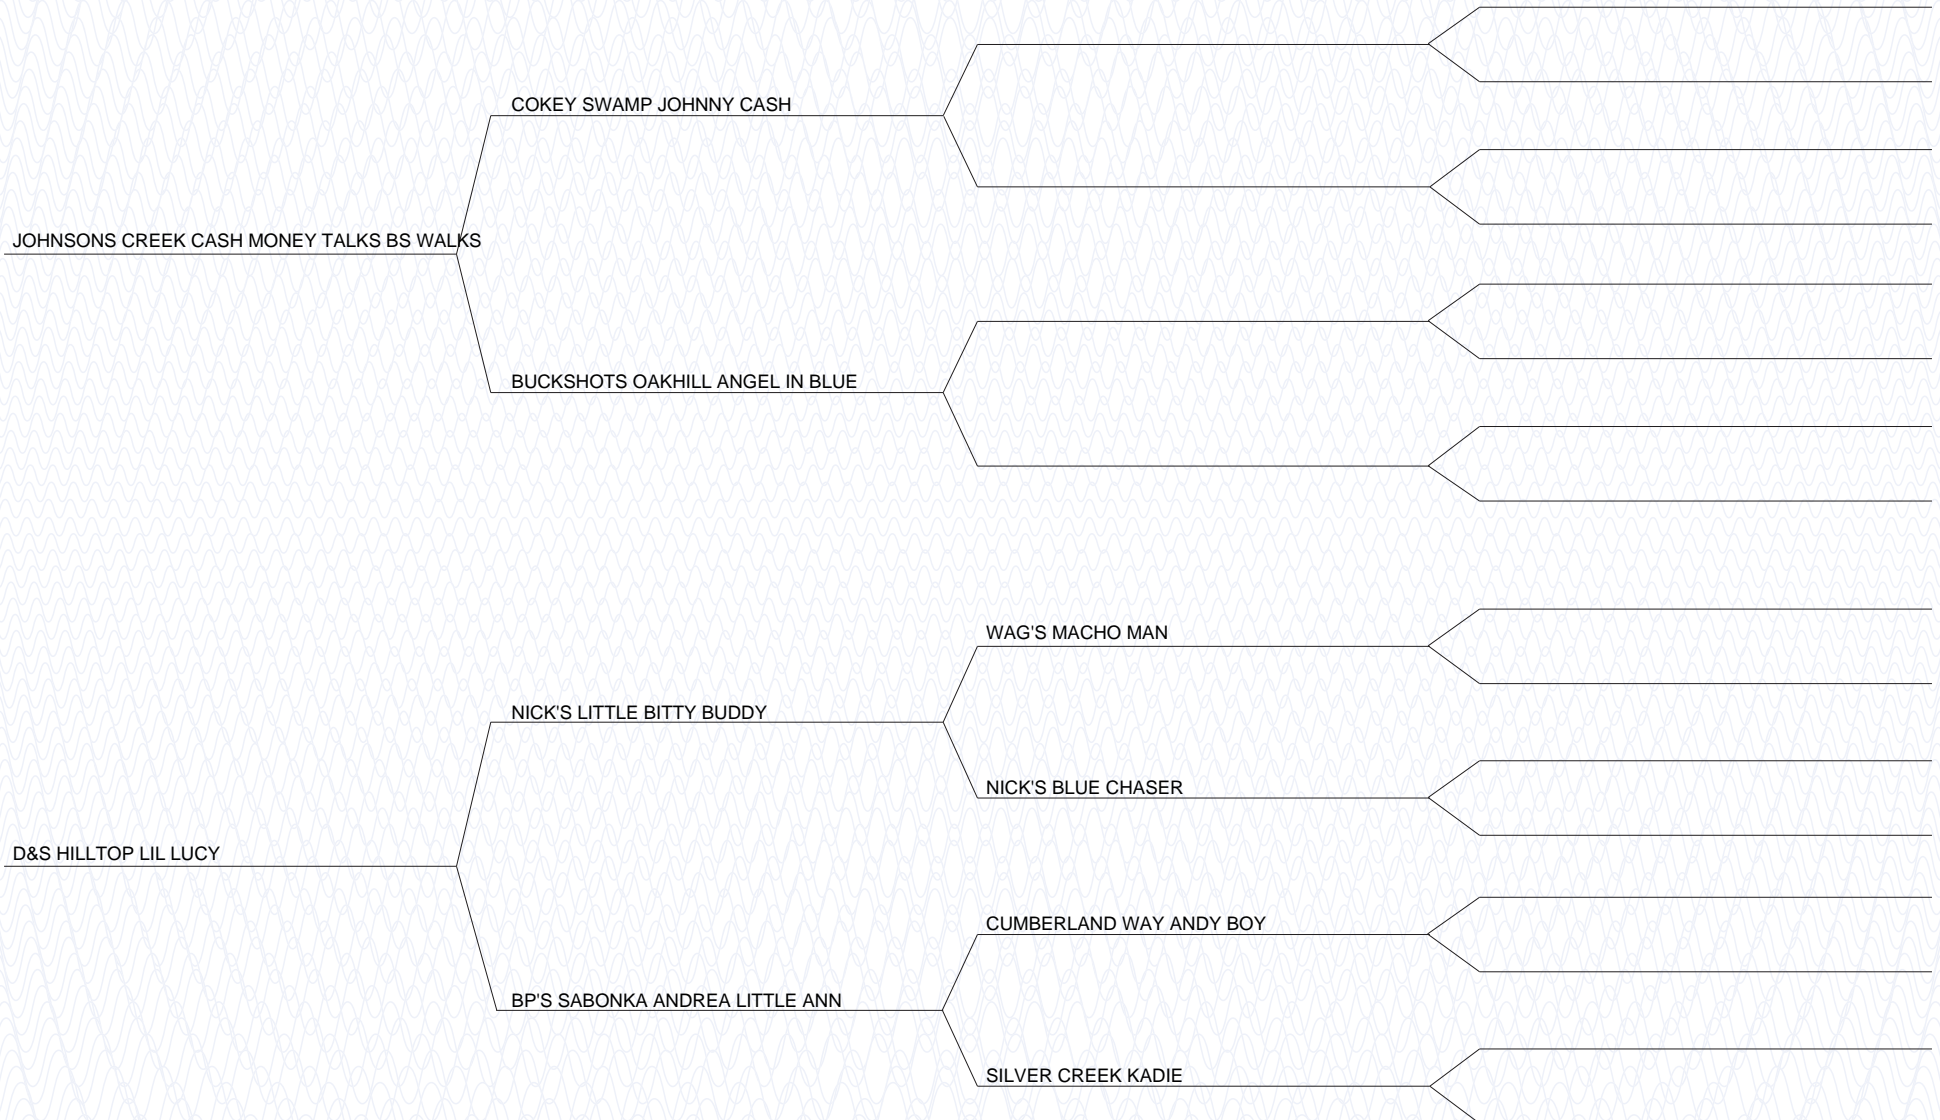 COKEY SWAMP JOHNNY CASH
JOHNSONS CREEK CASH MONEY TALKS BS WALKS
BUCKSHOTS OAKHILL ANGEL IN BLUE
WAG'S MACHO MAN
NICK'S LITTLE BITTY BUDDY
NICK'S BLUE CHASER
D&S HILLTOP LIL LUCY
CUMBERLAND WAY ANDY BOY
BP'S SABONKA ANDREA LITTLE ANN
SILVER CREEK KADIE